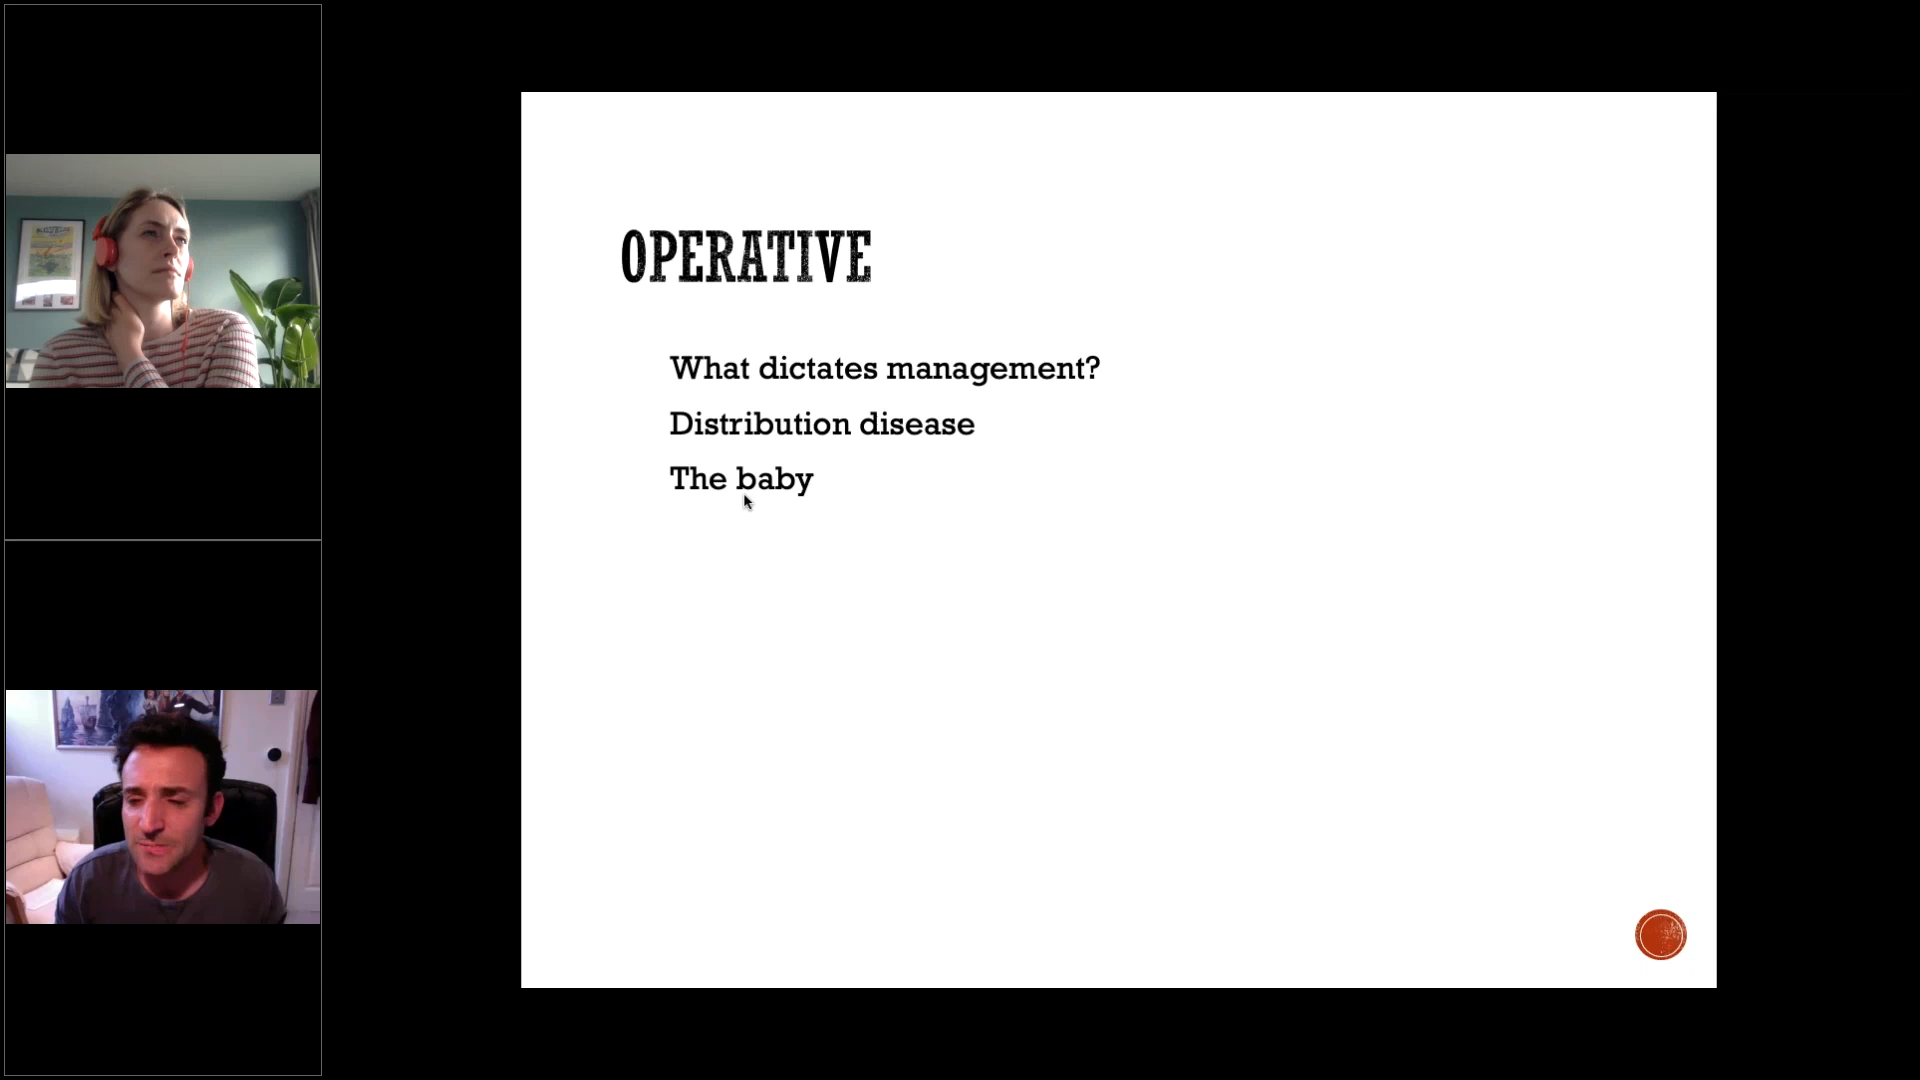 OPERATIVE
What dictates management?
Distribution disease
The baby